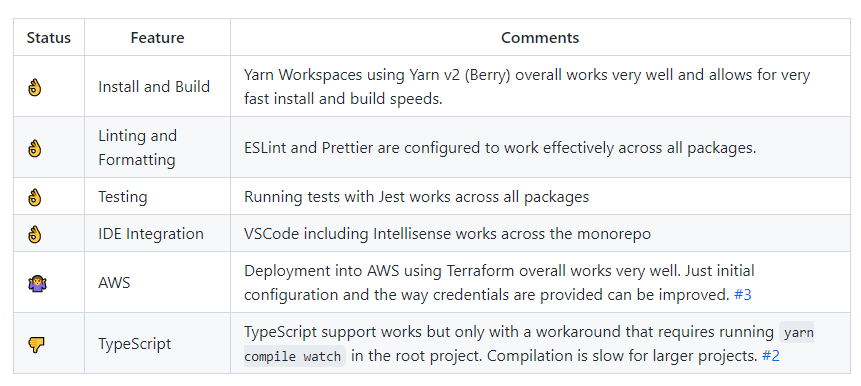 Status Feature Comments
👌 Install and Build Yarn Workspaces using Yarn v2 (Berry) overall works very well and allows for very
fast install and build speeds.
👌 Linting and
Formatting ESLint and Prettier are configured to work effectively across all packages.
👌 Testing Running tests with Jest works across all packages
👌 IDE Integration VSCode including Intellisense works across the monorepo
🤷‍♀️ AWS Deployment into AWS using Terraform overall works very well. Just initial
configuration and the way credentials are provided can be improved. #3
👎 TypeScript TypeScript support works but only with a workaround that requires running yarn
compile watch in the root project. Compilation is slow for larger projects. #2